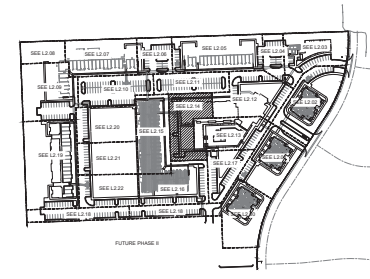 SEE L2.08
SEE L2.07
SEE L2.06
SEE L2.05
SEE L2.04
SEE L2.03
SEE L2.09
SEE L2.10
SEE L2.11
SEE L2.12
SEE L2.02
SEE L2.14
SEE L2.20
SEE L2.15
SEE L2.13
SEE L2.19
SEE L2.21
SEE L2.17
SEE L2.22
SEE L2.16
SEE L2.18
SEE L2.18
FUTURE PHASE II